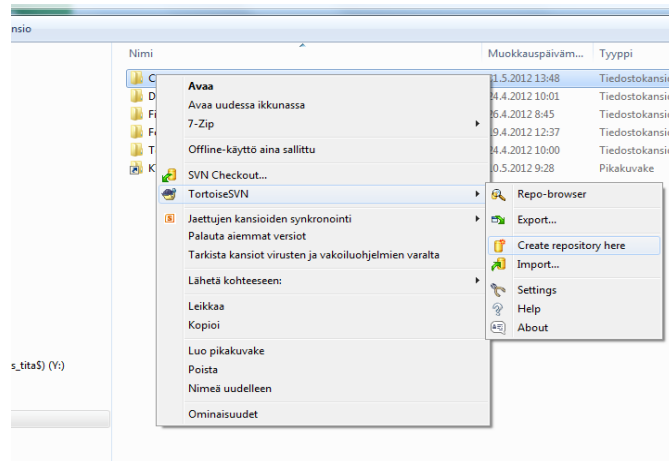 nsio
Nimi Muokkauspäiväm... Tyyppi
C 11.5.2012 13:48 Tiedostokansio
D 24.4.2012 10:01 Tiedostokansio
Fi 26.4.2012 8:45 Tiedostokansio
Fo 19.4.2012 12:37 Tiedostokansio
T 24.4.2012 10:00 Tiedostokansio
K 10.5.2012 9:28 Pikakuvake
Avaa
Avaa uudessa ikkunassa
7-Zip
Offline-käyttö aina sallittu
SVN Checkout...
TortoiseSVN
Jaettujen kansioiden synkronointi
Palauta aiemmat versiot
Tarkista kansiot virusten ja vakoiluohjelmien varalta
Lähetä kohteeseen:
Leikkaa
Kopioi
Luo pikakuvake
Poista
Nimeä uudelleen
Ominaisuudet
Repo-browser
Export...
Create repository here
Import...
Settings
Help
About
s_tita$) (Y:)